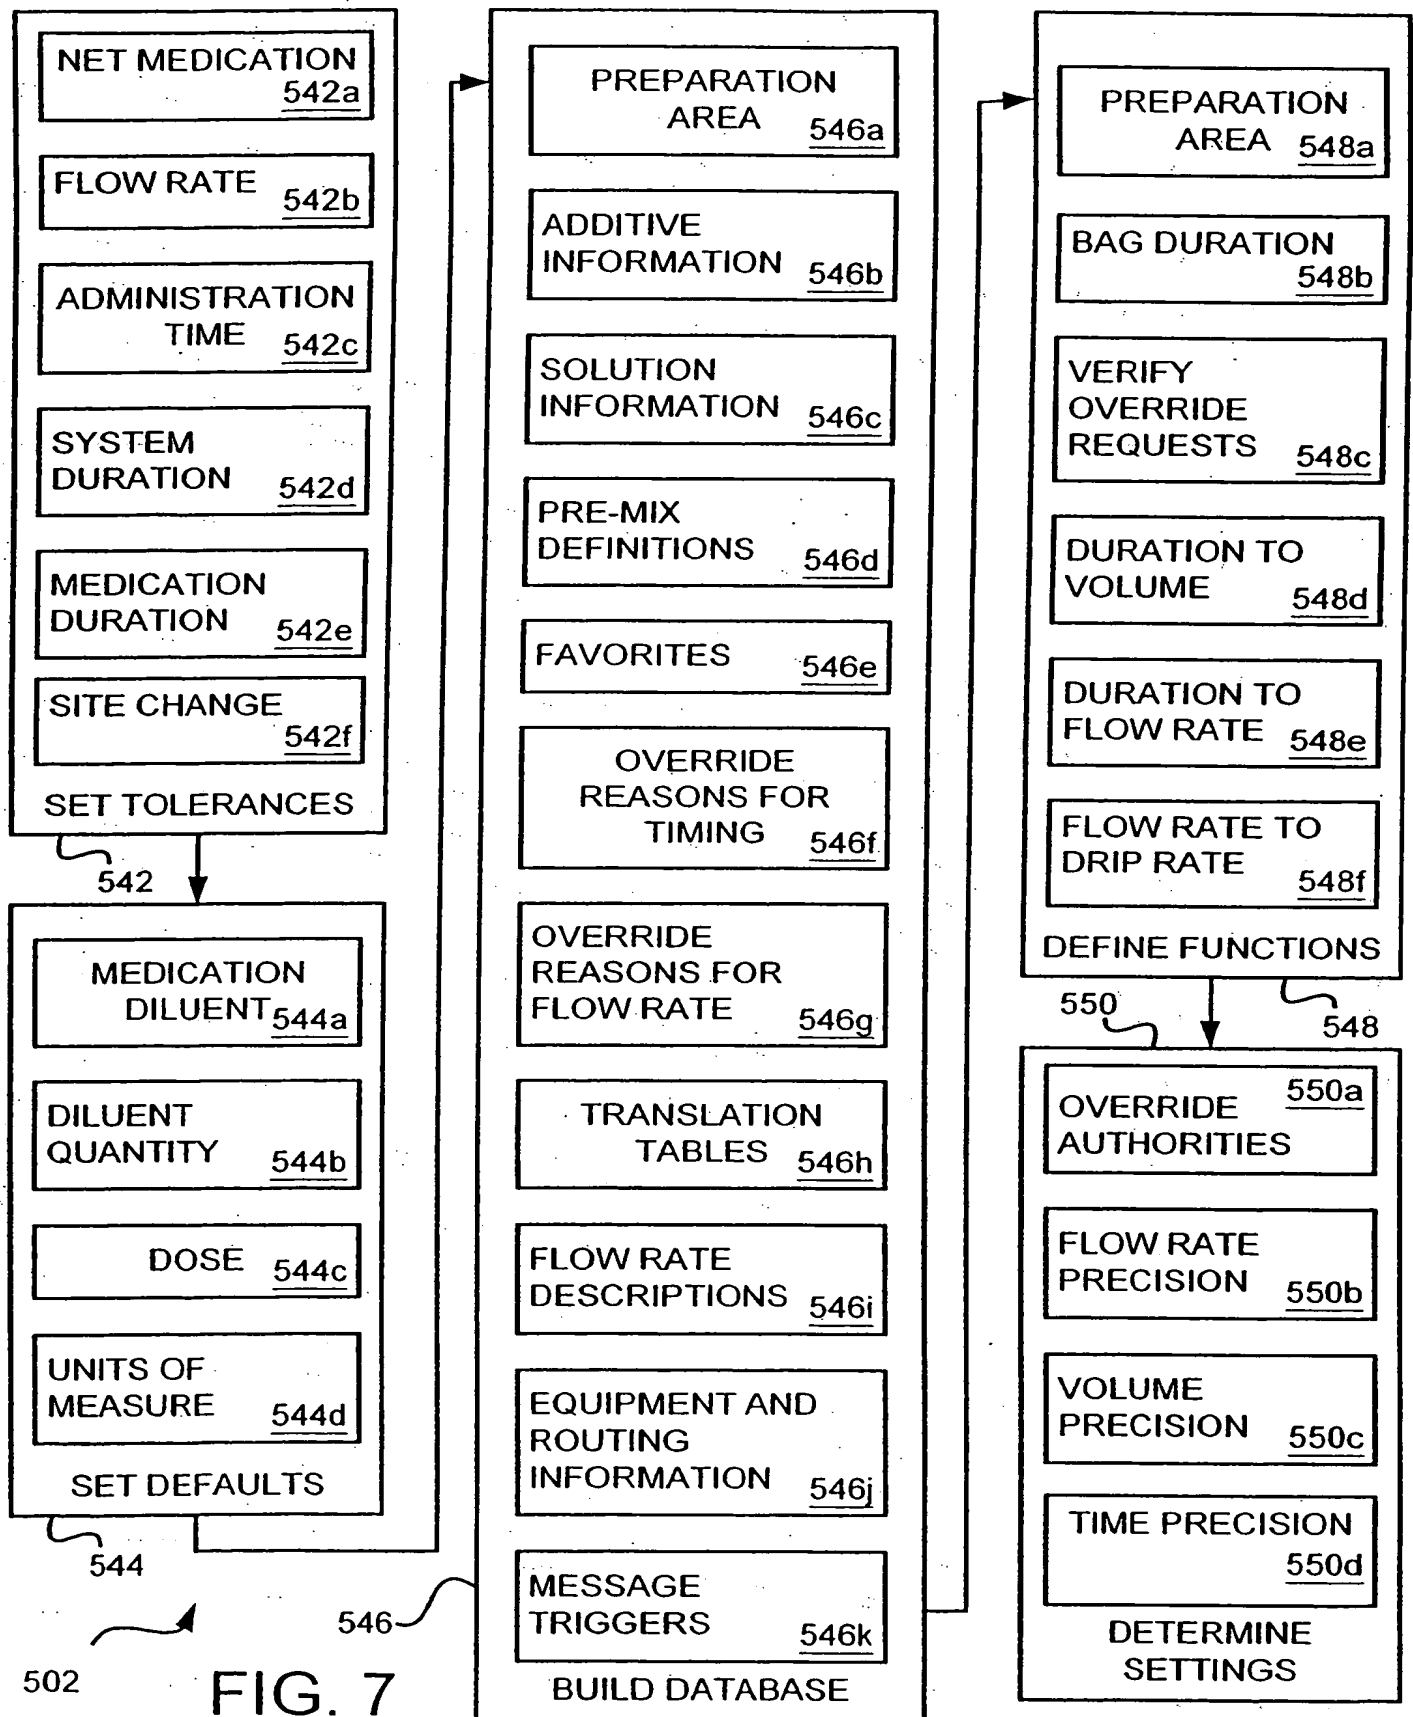 NET MEDICATION
542a
FLOW RATE
542b
ADMINISTRATION
TIME 542c
SYSTEM
DURATION 542d
MEDICATION
DURATION 542e
SITE CHANGE
542f
SET TOLERANCES
542
MEDICATION
DILUENT 544a
DILUENT
QUANTITY 544b
DOSE 544c
UNITS OF
MEASURE 544d
SET DEFAULTS
544
502
FIG. 7
PREPARATION
AREA 546a
ADDITIVE
INFORMATION 546b
SOLUTION
INFORMATION 546c
PRE-MIX
DEFINITIONS 546d
FAVORITES 546e
OVERRIDE
REASONS FOR
TIMING 546f
OVERRIDE
REASONS FOR
FLOW RATE 546g
TRANSLATION
TABLES 546h
FLOW RATE
DESCRIPTIONS 546i
EQUIPMENT AND
ROUTING
INFORMATION 546j
MESSAGE
TRIGGERS 546k
BUILD DATABASE
546
PREPARATION
AREA 548a
BAG DURATION
548b
VERIFY
OVERRIDE
REQUESTS 548c
DURATION TO
VOLUME 548d
DURATION TO
FLOW RATE 548e
FLOW RATE TO
DRIP RATE 548f
DEFINE FUNCTIONS
548
550
550a
OVERRIDE
AUTHORITIES
FLOW RATE
PRECISION 550b
VOLUME
PRECISION 550c
TIME PRECISION
550d
DETERMINE
SETTINGS